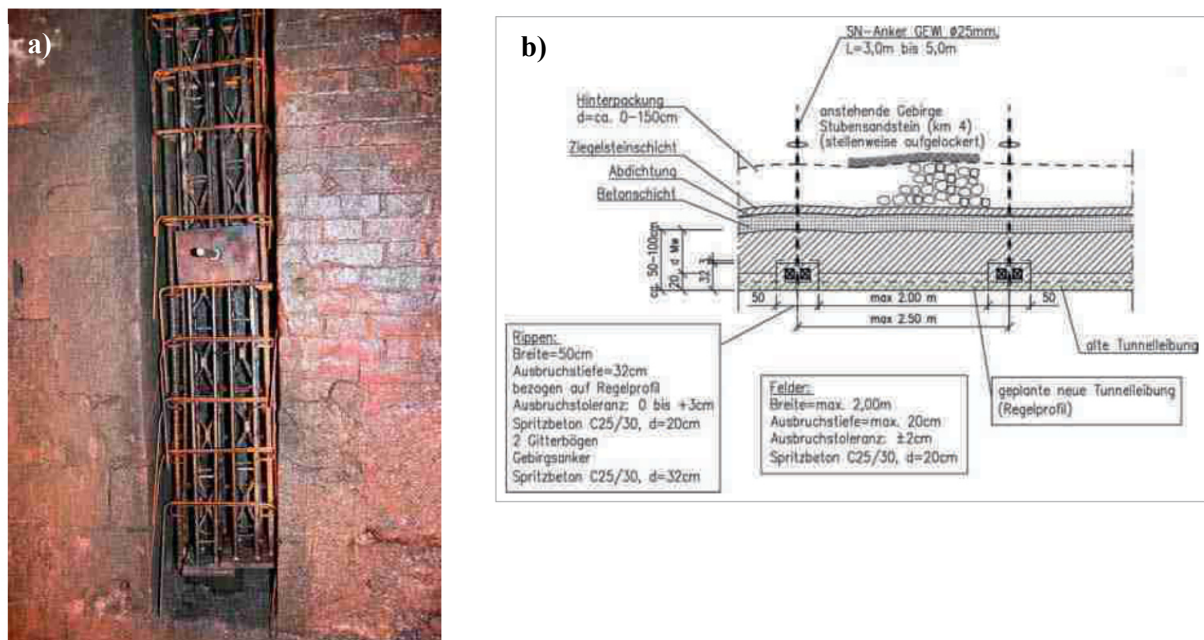 a)
b)
SN-Anker GEWI ø25mm,
L=3,0m bis 5,0m
Hinterpackung
d=ca. 0-150cm
anstehende Gebirge
Stubensandstein (km 4)
(stellenweise aufgelockert)
Ziegelsteinschicht
Abdichtung
Betonschicht
ca. 50-100cm
20, d Mw
32
3
50
max 2.00 m
50
max 2.50 m
alte Tunnelleibung
Rippen:
Breite=50cm
Ausbruchstiefe=32cm
bezogen auf Regelprofil
Ausbruchstoleranz: 0 bis +3cm
Spritzbeton C25/30, d=20cm
2 Gitterbögen
Gebirgsanker
Spritzbeton C25/30, d=32cm
Felder:
Breite=max. 2,00m
Ausbruchstiefe=max. 20cm
Ausbruchstoleranz: ±2cm
Spritzbeton C25/30, d=20cm
geplante neue Tunnelleibung
(Regelprofil)